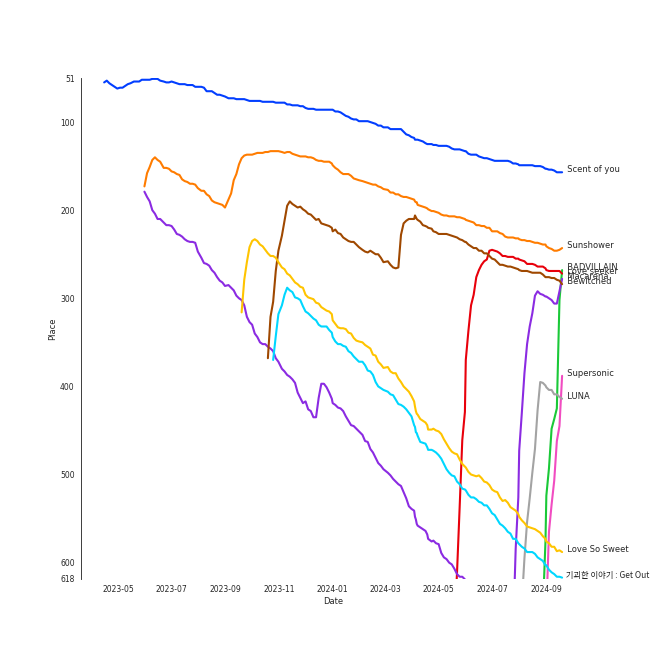 51
100
200
300
400
500
600
618
Place
2023-05
2023-07
2023-09
2023-11
2024-01
2024-03
2024-05
2024-07
2024-09
Date
Scent of you
Sunshower
BADVILLAIN
Love seeker
Macaraná
Bewitched
Supersonic
LUNA
Love So Sweet
기괴한 이야기 : Get Out